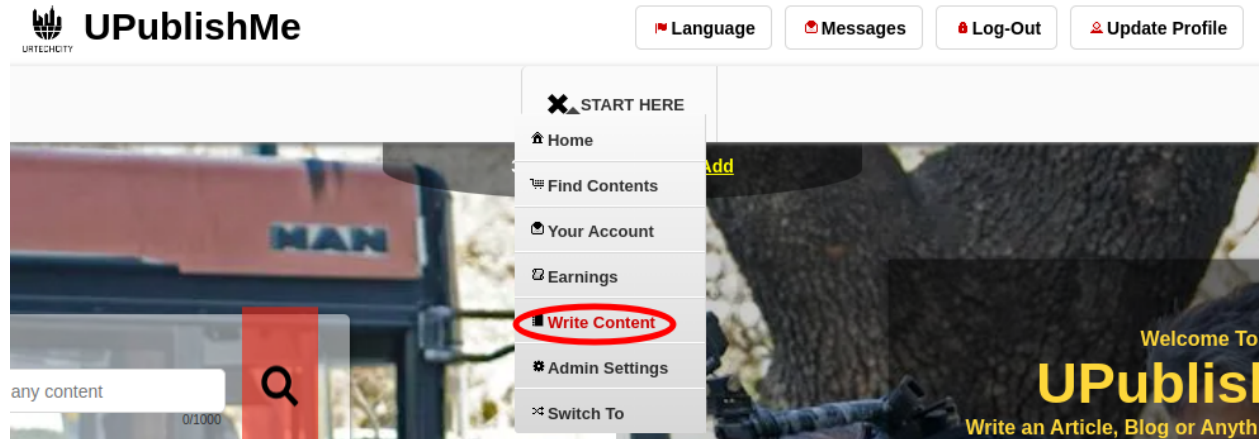 URTECHCITY
UPublishMe
Language
Messages
Log-Out
Update Profile
START HERE
Home
Add
Find Contents
Your Account
MAN
Earnings
Write Content
Welcome To
Admin Settings
any content
UPublis
0/1000
Switch To
Write an Article, Blog or Anyth